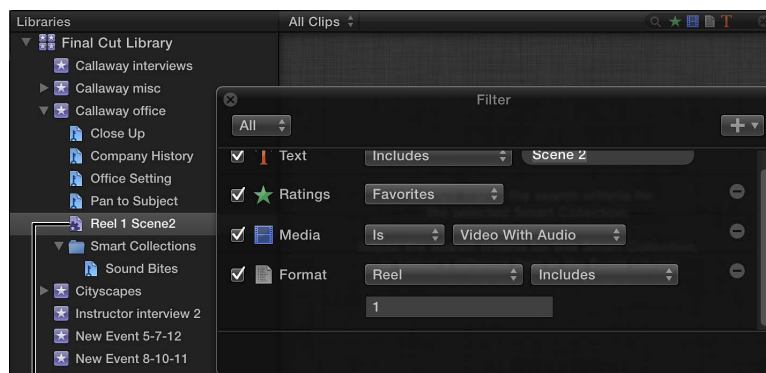 Libraries
All Clips
Final Cut Library
Callaway interviews
Callaway misc
Callaway office
Close Up
Company History
Office Setting
Pan to Subject
Reel 1 Scene2
Smart Collections
Sound Bites
Cityscapes
Instructor interview 2
New Event 5-7-12
New Event 8-10-11
Filter
All
Text Includes Scene 2
Ratings Favorites
Media Is Video With Audio
Format Reel Includes
1